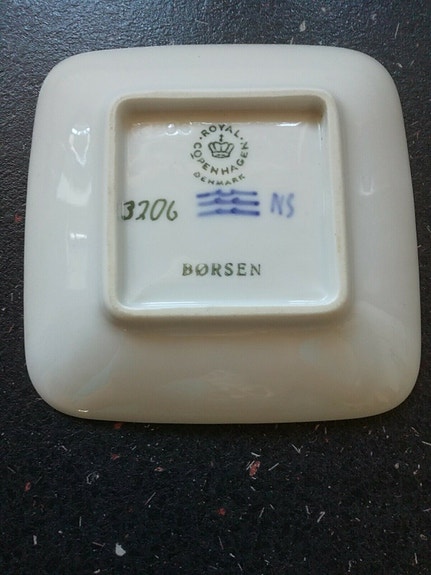 ROYAL
COPENHAGEN
DENMARK
3206 NS
BØRSEN